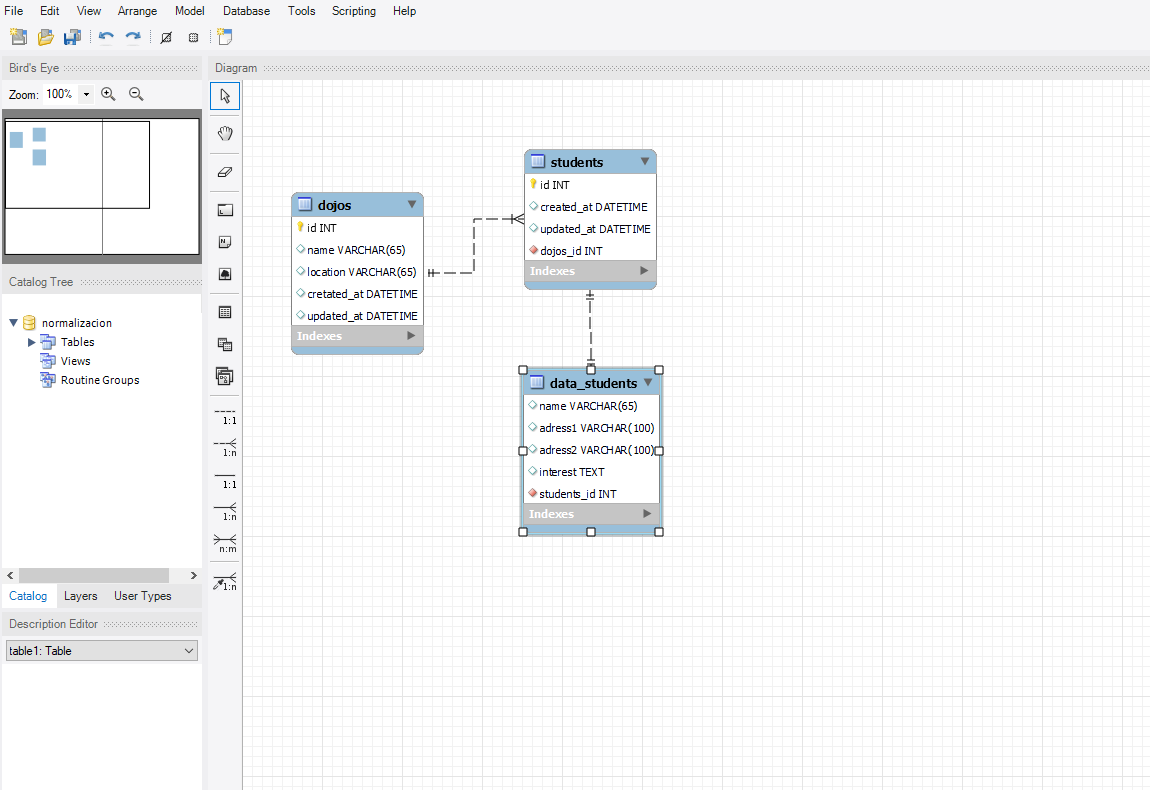 File Edit View Arrange Model Database Tools Scripting Help
Bird's Eye
Zoom: 100%
Catalog Tree
normalizacion
Tables
Views
Routine Groups
Catalog Layers User Types
Description Editor
table1: Table
Diagram
1:1
1:n
1:1
1:n
n:m
1:n
dojos
id INT
name VARCHAR(65)
location VARCHAR(65)
cretated_at DATETIME
updated_at DATETIME
Indexes
students
id INT
created_at DATETIME
updated_at DATETIME
dojos_id INT
Indexes
data_students
name VARCHAR(65)
adress1 VARCHAR(100)
adress2 VARCHAR(100)
interest TEXT
students_id INT
Indexes